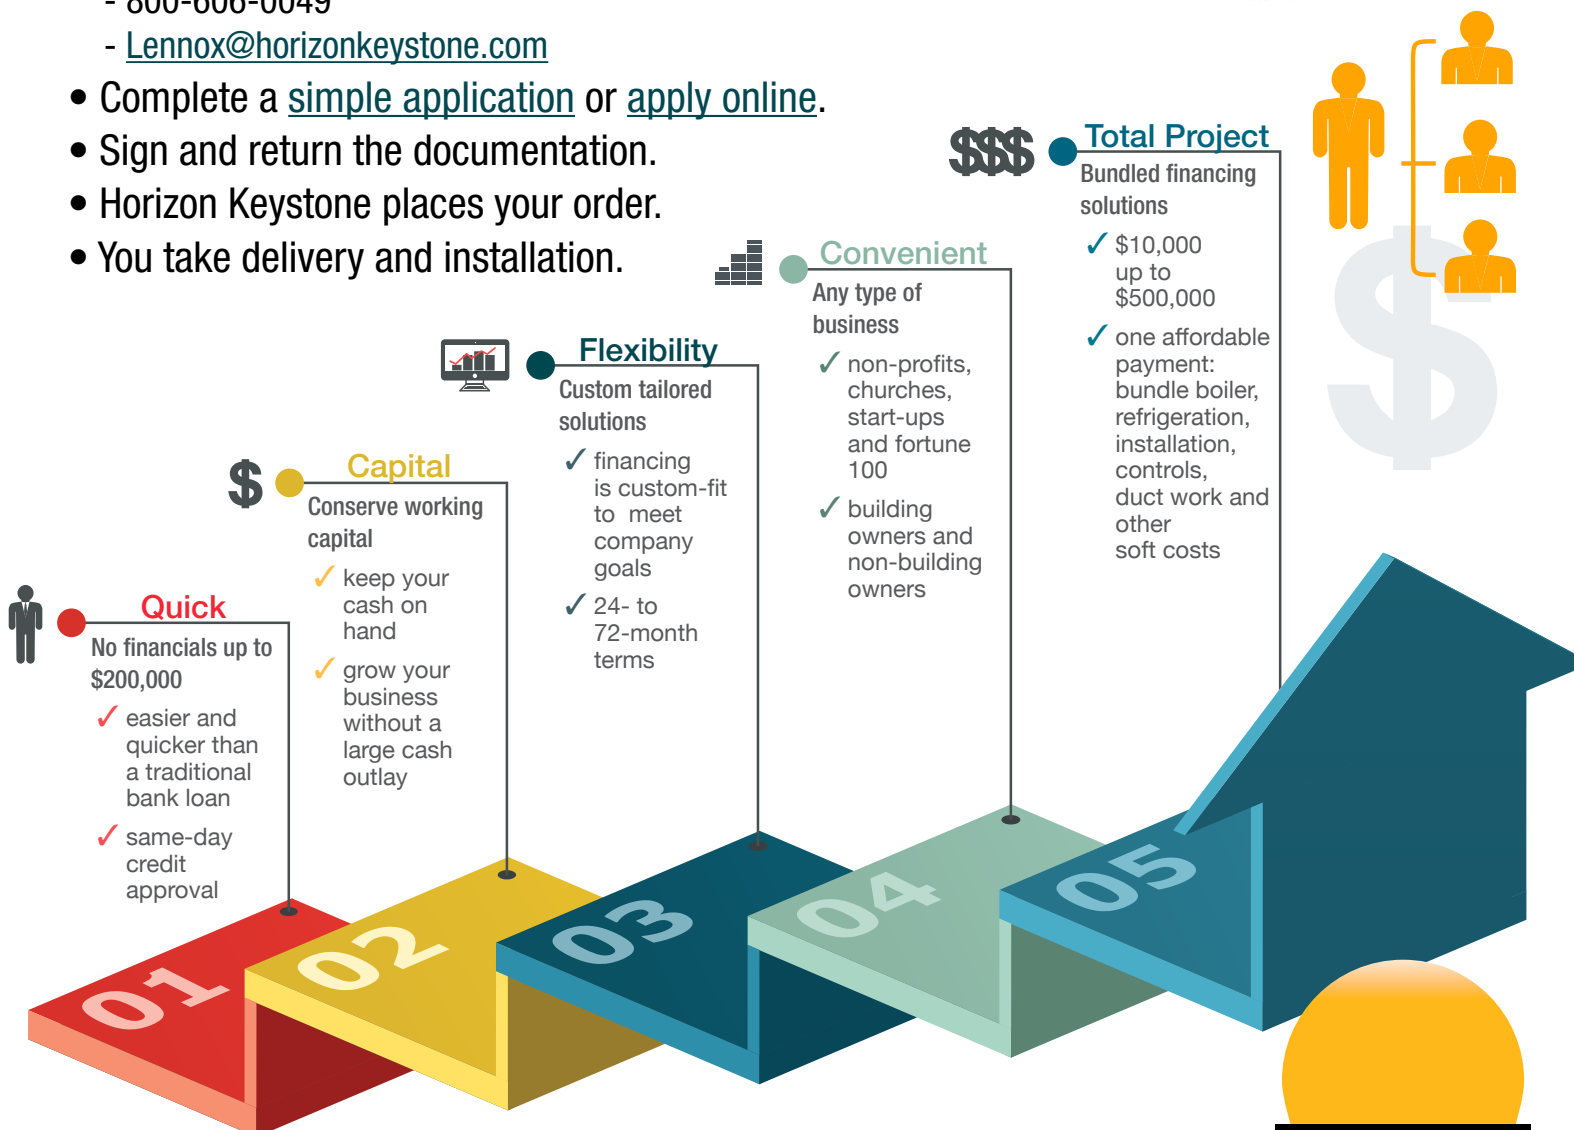 - 800-606-0049
- Lennox@horizonkeystone.com
• Complete a simple application or apply online.
• Sign and return the documentation.
• Horizon Keystone places your order.
• You take delivery and installation.
$$$
Total Project
Bundled financing
solutions
✓ $10,000
up to
$500,000
✓ one affordable
payment:
bundle boiler,
refrigeration,
installation,
controls,
duct work and
other
soft costs
$
Convenient
Any type of
business
✓ non-profits,
churches,
start-ups
and fortune
100
✓ building
owners and
non-building
owners
Flexibility
Custom tailored
solutions
✓ financing
is custom-fit
to meet
company
goals
✓ 24- to
72-month
terms
$
Capital
Conserve working
capital
✓ keep your
cash on
hand
✓ grow your
business
without a
large cash
outlay
Quick
No financials up to
$200,000
✓ easier and
quicker than
a traditional
bank loan
✓ same-day
credit
approval
01
02
03
04
05